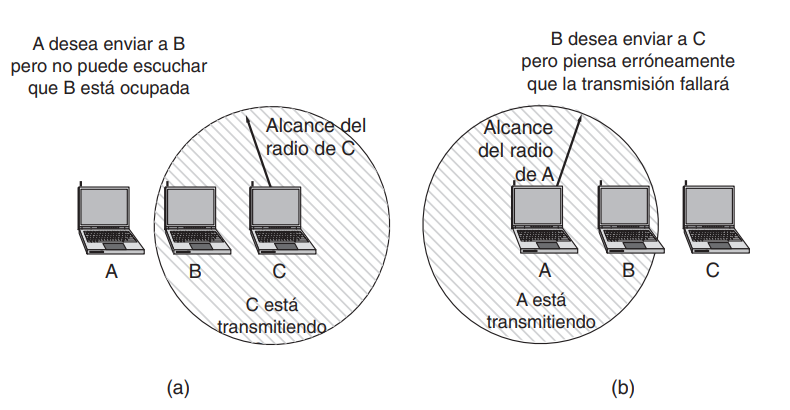 A desea enviar a B
pero no puede escuchar
que B está ocupada
Alcance del
radio de C
A
B
C
C está
transmitiendo
(a)
B desea enviar a C
pero piensa erróneamente
que la transmisión fallará
Alcance
del radio
de A
A
B
C
A está
transmitiendo
(b)